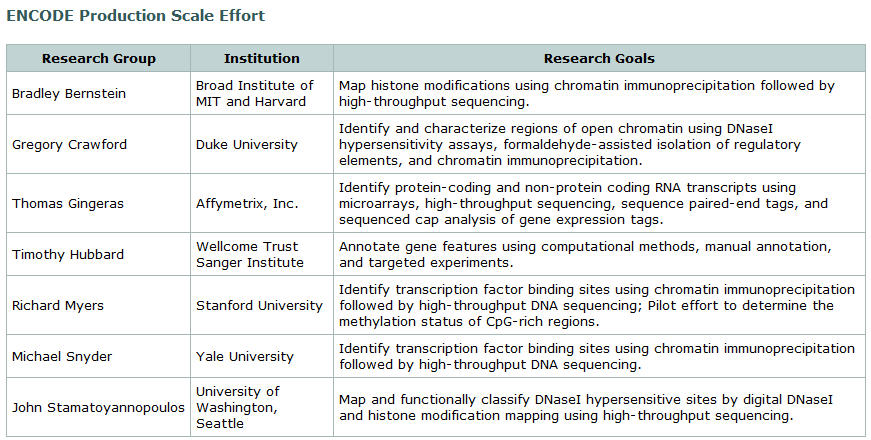 ENCODE Production Scale Effort
Research Group Institution Research Goals
Bradley Bernstein
Broad Institute of
MIT and Harvard
Map histone modifications using chromatin immunoprecipitation followed by
high-throughput sequencing.
Gregory Crawford
Duke University
Identify and characterize regions of open chromatin using DNaseI
hypersensitivity assays, formaldehyde-assisted isolation of regulatory
elements, and chromatin immunoprecipitation.
Thomas Gingeras
Affymetrix, Inc.
Identify protein-coding and non-protein coding RNA transcripts using
microarrays, high-throughput sequencing, sequence paired-end tags, and
sequenced cap analysis of gene expression tags.
Timothy Hubbard
Wellcome Trust
Sanger Institute
Annotate gene features using computational methods, manual annotation,
and targeted experiments.
Richard Myers
Stanford University
Identify transcription factor binding sites using chromatin immunoprecipitation
followed by high-throughput DNA sequencing; Pilot effort to determine the
methylation status of CpG-rich regions.
Michael Snyder
Yale University
Identify transcription factor binding sites using chromatin immunoprecipitation
followed by high-throughput DNA sequencing.
John Stamatoyannopoulos
University of
Washington,
Seattle
Map and functionally classify DNaseI hypersensitive sites by digital DNaseI
and histone modification mapping using high-throughput sequencing.